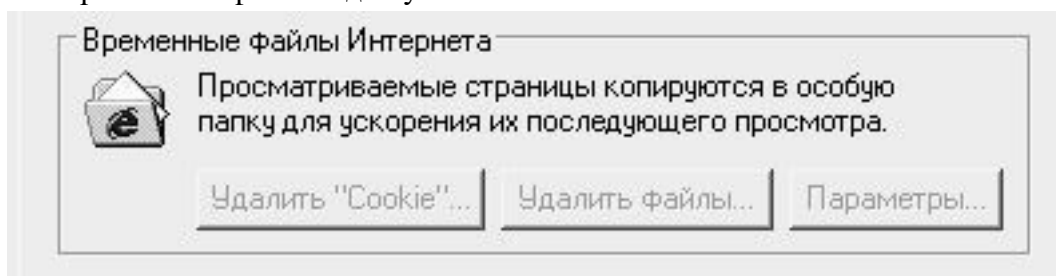 Временные файлы Интернета
Просматриваемые страницы копируются в особую
папку для ускорения их последующего просмотра.
Удалить "Cookie"... Удалить файлы... Параметры...